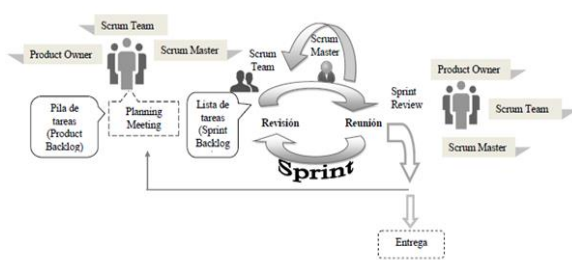 Scrum Team
Product Owner
Scrum Master
Pila de
tareas
(Product
Backlog)
Planning
Meeting
Scrum
Team
Scrum
Master
Lista de
tareas
(Sprint
Backlog
Revisión
Reunión
Sprint
Sprint
Review
Product Owner
Scrum Team
Scrum Master
Entrega